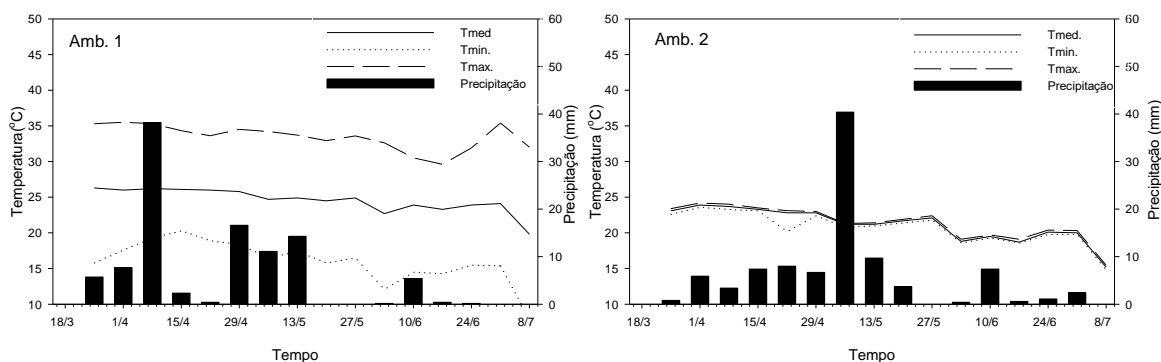 Amb. 1
Tmed
Tmin.
Tmax.
Precipitação
Temperatura(°C)
50
45
40
35
30
25
20
15
10
60
50
40
30
20
10
0
Precipitação (mm)
18/3 1/4 15/4 29/4 13/5 27/5 10/6 24/6 8/7
Tempo
Amb. 2
Tmed.
Tmin.
Tmax.
Precipitação
Temperatura (°C)
50
45
40
35
30
25
20
15
10
60
50
40
30
20
10
0
Precipitação (mm)
18/3 1/4 15/4 29/4 13/5 27/5 10/6 24/6 8/7
Tempo